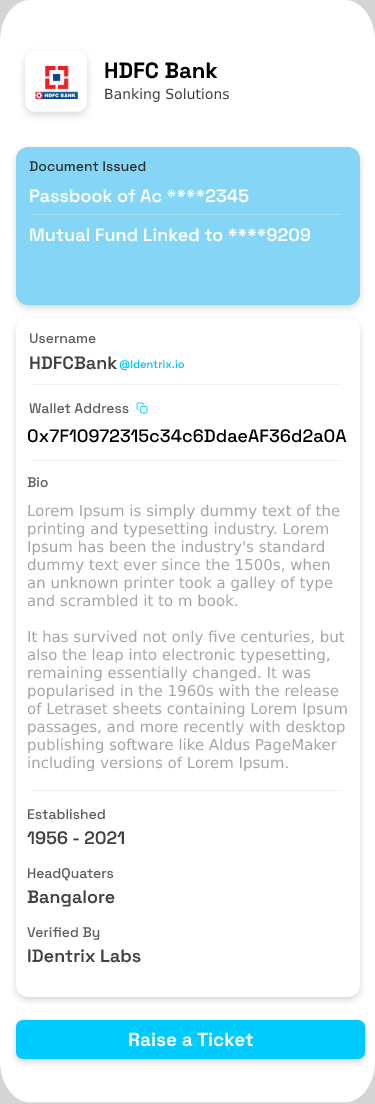 HDFC BANK
HDFC Bank
Banking Solutions
Document Issued
Passbook of Ac ****2345
Mutual Fund Linked to ****9209
Username
HDFCBank@Identrix.io
Wallet Address
0x7F10972315c34c6DdaeAF36d2a0A
Bio
Lorem Ipsum is simply dummy text of the
printing and typesetting industry. Lorem
Ipsum has been the industry's standard
dummy text ever since the 1500s, when
an unknown printer took a galley of type
and scrambled it to m book.
It has survived not only five centuries, but
also the leap into electronic typesetting,
remaining essentially changed. It was
popularised in the 1960s with the release
of Letraset sheets containing Lorem Ipsum
passages, and more recently with desktop
publishing software like Aldus PageMaker
including versions of Lorem Ipsum.
Established
1956 - 2021
HeadQuaters
Bangalore
Verified By
IDentrix Labs
Raise a Ticket